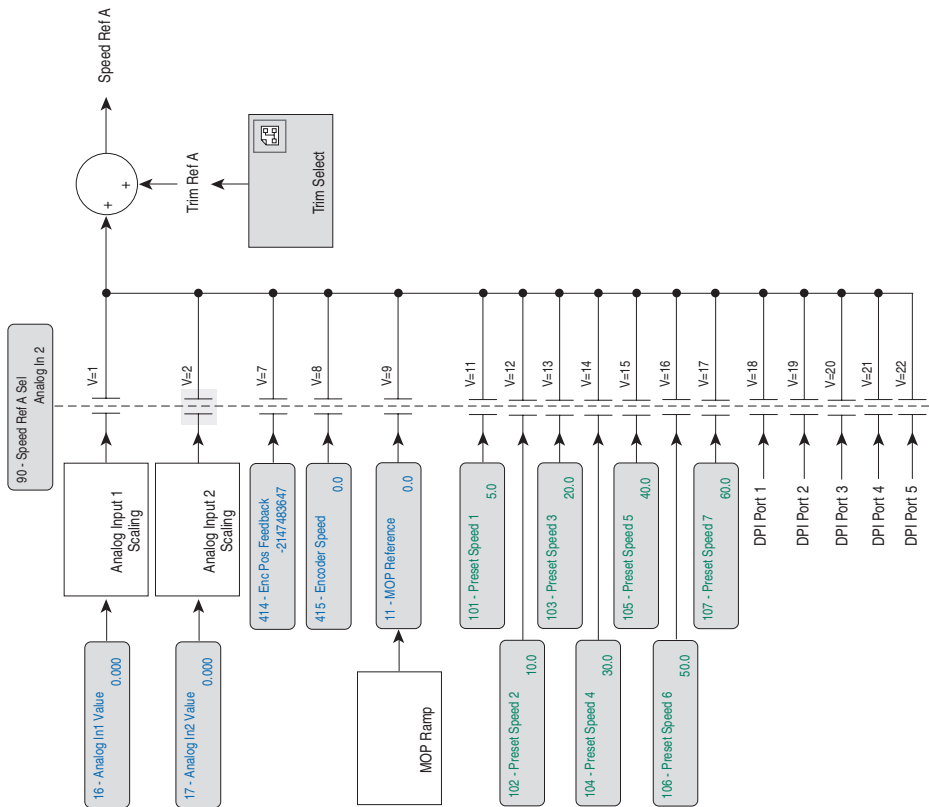 90 - Speed Ref A Sel
Analog In 2
Speed Ref A
+
+
Trim Ref A
Trim Select
16 - Analog In1 Value
0.000
Analog Input 1
Scaling
V=1
17 - Analog In2 Value
0.000
Analog Input 2
Scaling
V=2
414 - Enc Pos Feedback
-2147483647
V=7
415 - Encoder Speed
0.0
V=8
MOP Ramp
11 - MOP Reference
0.0
V=9
101 - Preset Speed 1
5.0
V=11
102 - Preset Speed 2
10.0
V=12
103 - Preset Speed 3
20.0
V=13
104 - Preset Speed 4
30.0
V=14
105 - Preset Speed 5
40.0
V=15
106 - Preset Speed 6
50.0
V=16
107 - Preset Speed 7
60.0
V=17
DPI Port 1
V=18
DPI Port 2
V=19
DPI Port 3
V=20
DPI Port 4
V=21
DPI Port 5
V=22